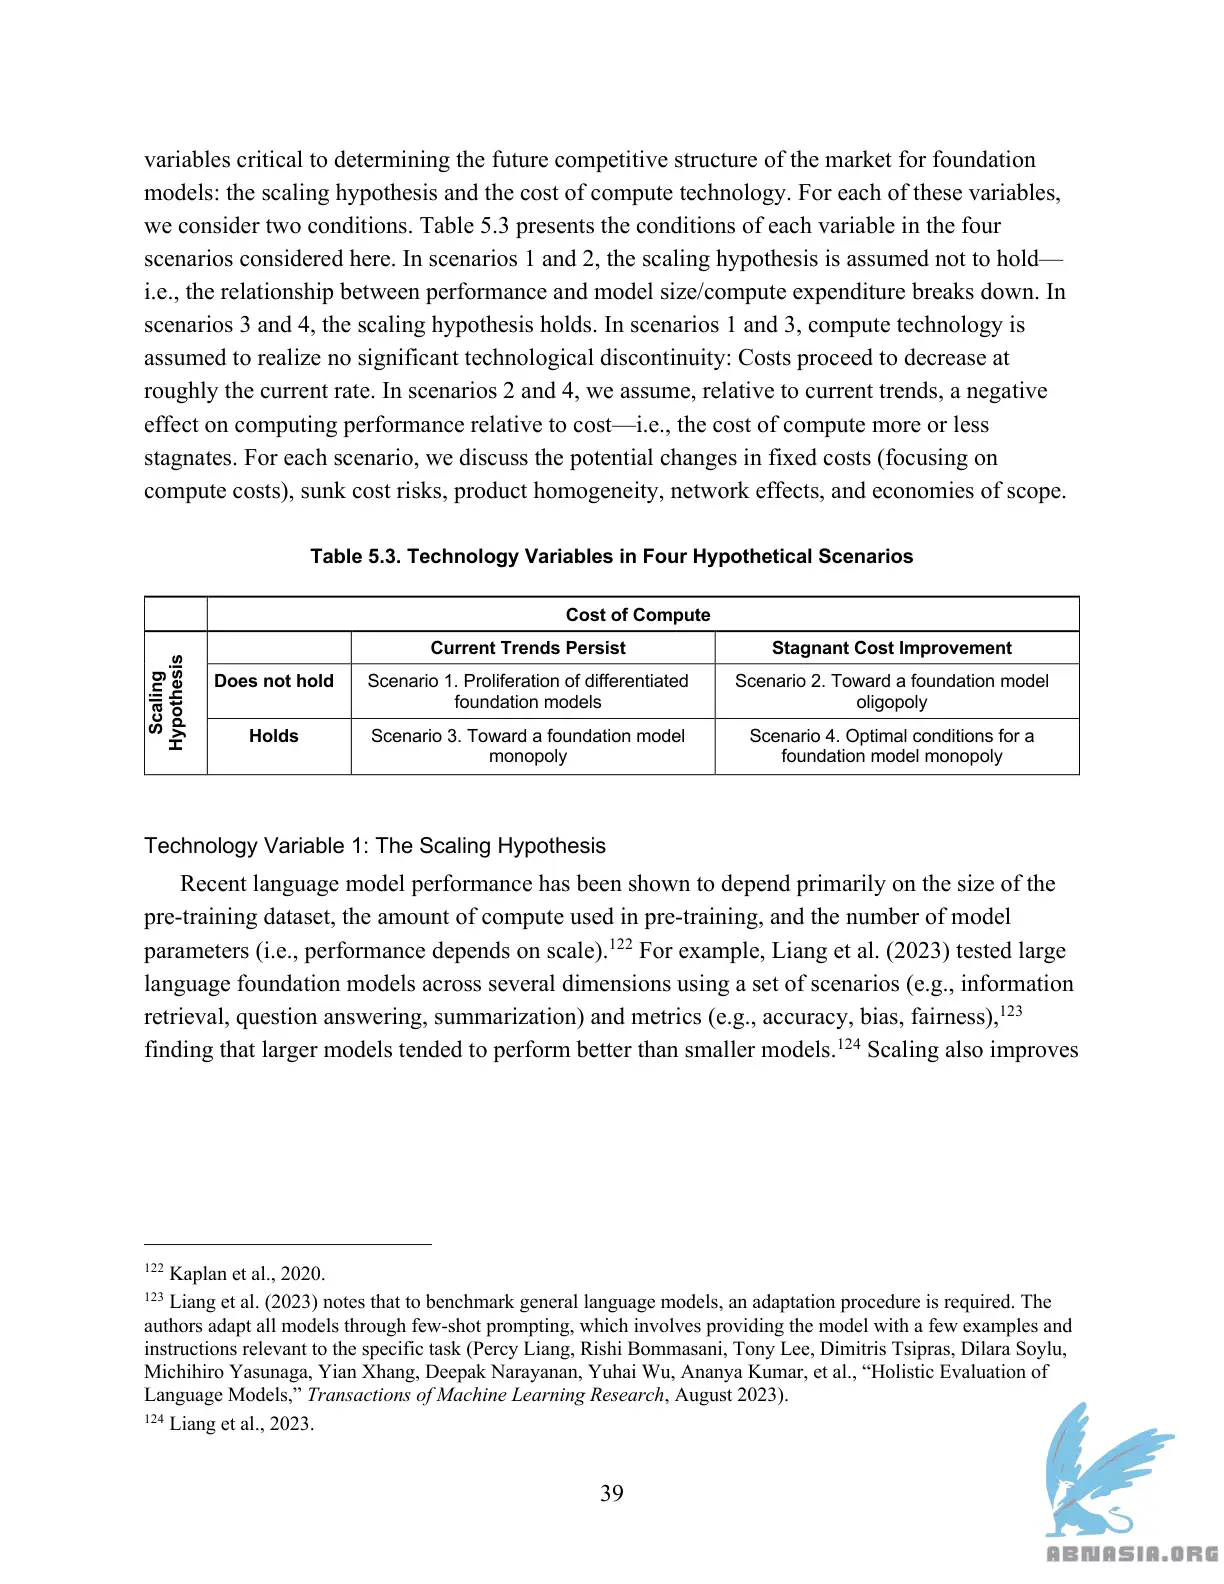 variables critical to determining the future competitive structure of the market for foundation
models: the scaling hypothesis and the cost of compute technology. For each of these variables,
we consider two conditions. Table 5.3 presents the conditions of each variable in the four
scenarios considered here. In scenarios 1 and 2, the scaling hypothesis is assumed not to hold—
i.e., the relationship between performance and model size/compute expenditure breaks down. In
scenarios 3 and 4, the scaling hypothesis holds. In scenarios 1 and 3, compute technology is
assumed to realize no significant technological discontinuity: Costs proceed to decrease at
roughly the current rate. In scenarios 2 and 4, we assume, relative to current trends, a negative
effect on computing performance relative to cost—i.e., the cost of compute more or less
stagnates. For each scenario, we discuss the potential changes in fixed costs (focusing on
compute costs), sunk cost risks, product homogeneity, network effects, and economies of scope.
Table 5.3. Technology Variables in Four Hypothetical Scenarios
Cost of Compute
Scaling
Hypothesis
Current Trends Persist
Stagnant Cost Improvement
Does not hold
Scenario 1. Proliferation of differentiated
foundation models
Scenario 2. Toward a foundation model
oligopoly
Holds
Scenario 3. Toward a foundation model
monopoly
Scenario 4. Optimal conditions for a
foundation model monopoly
Technology Variable 1: The Scaling Hypothesis
Recent language model performance has been shown to depend primarily on the size of the
pre-training dataset, the amount of compute used in pre-training, and the number of model
parameters (i.e., performance depends on scale).122 For example, Liang et al. (2023) tested large
language foundation models across several dimensions using a set of scenarios (e.g., information
retrieval, question answering, summarization) and metrics (e.g., accuracy, bias, fairness),123
finding that larger models tended to perform better than smaller models.124 Scaling also improves
122 Kaplan et al., 2020.
123 Liang et al. (2023) notes that to benchmark general language models, an adaptation procedure is required. The
authors adapt all models through few-shot prompting, which involves providing the model with a few examples and
instructions relevant to the specific task (Percy Liang, Rishi Bommasani, Tony Lee, Dimitris Tsipras, Dilara Soylu,
Michihiro Yasunaga, Yian Xhang, Deepak Narayanan, Yuhai Wu, Ananya Kumar, et al., “Holistic Evaluation of
Language Models,” Transactions of Machine Learning Research, August 2023).
124 Liang et al., 2023.
39
ABNASIA.ORG